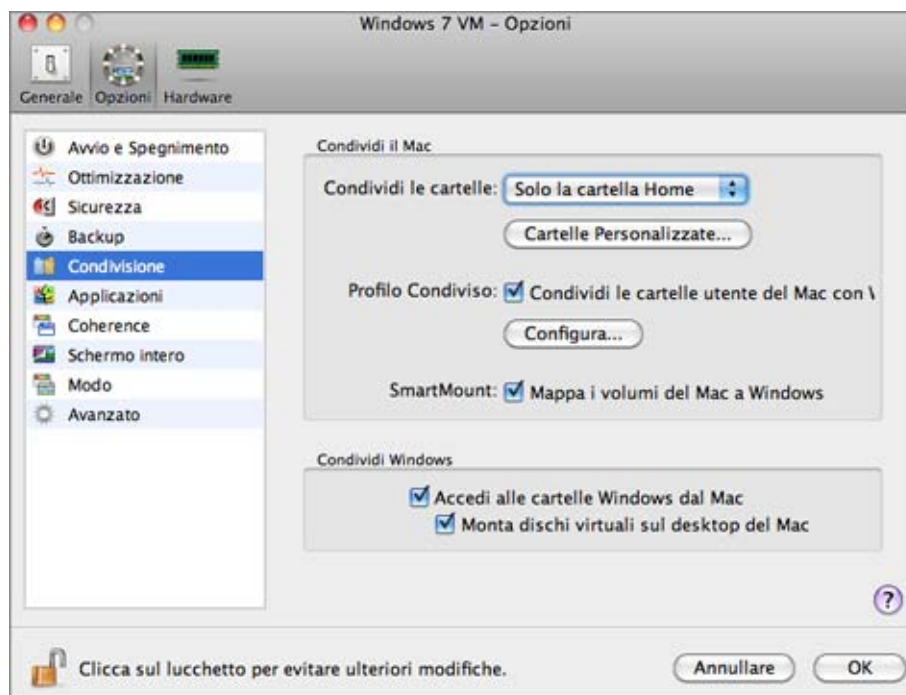 Windows 7 VM – Opzioni
Generale Opzioni Hardware
Avvio e Spegnimento
Ottimizzazione
Sicurezza
Backup
Condivisione
Applicazioni
Coherence
Schermo intero
Modo
Avanzato
Condividi il Mac
Condividi le cartelle: Solo la cartella Home
Cartelle Personalizzate...
Profilo Condiviso: Condividi le cartelle utente del Mac con
Configura...
SmartMount: Mappa i volumi del Mac a Windows
Condividi Windows
Accedi alle cartelle Windows dal Mac
Monta dischi virtuali sul desktop del Mac
?
Clicca sul lucchetto per evitare ulteriori modifiche.
Annullare OK